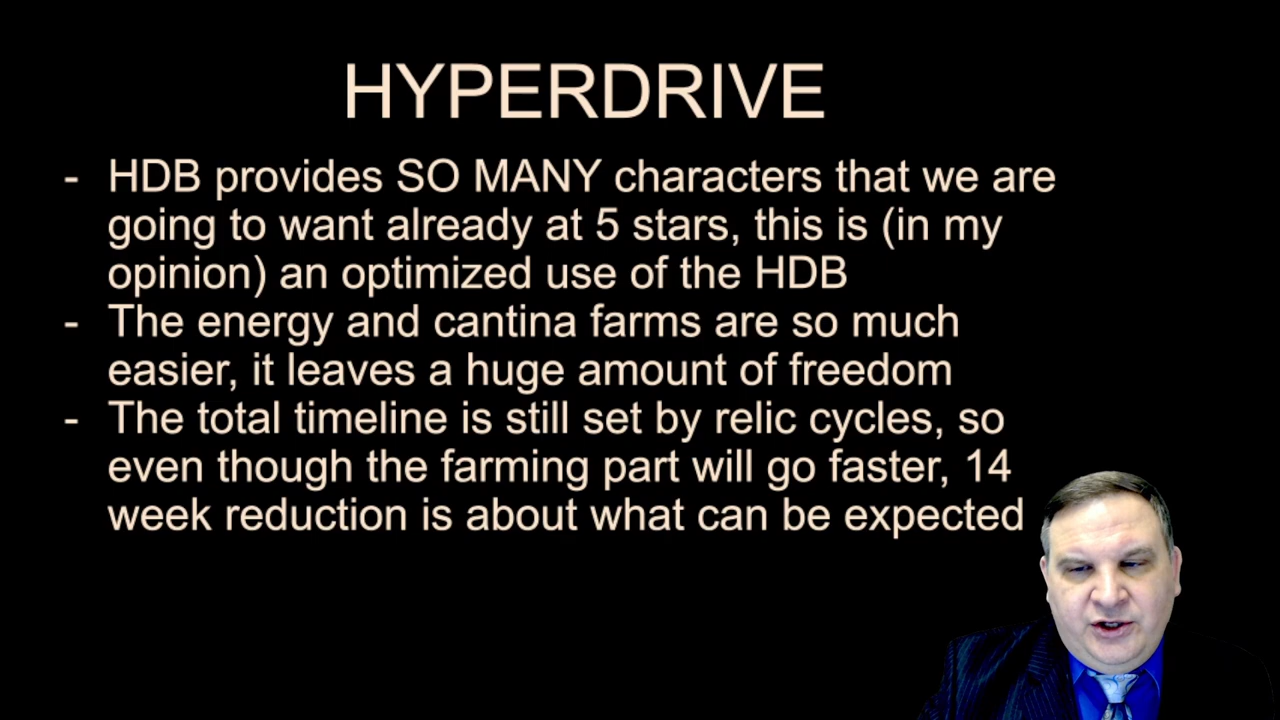 HYPERDRIVE
- HDB provides SO MANY characters that we are
going to want already at 5 stars, this is (in my
opinion) an optimized use of the HDB
- The energy and cantina farms are so much
easier, it leaves a huge amount of freedom
- The total timeline is still set by relic cycles, so
even though the farming part will go faster, 14
week reduction is about what can be expected